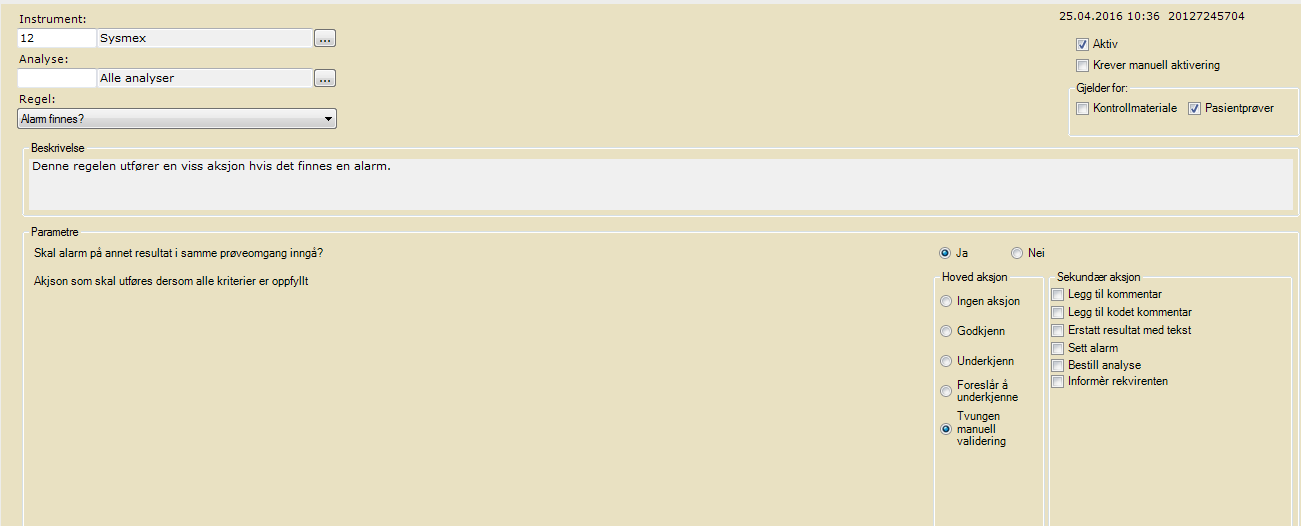 Instrument:
25.04.2016 10:36 20127245704
12 Sysmex ...
Aktiv
Analyse:
Krever manuell aktivering
Alle analyser ...
Gjelder for:
Regel:
Kontrollmateriale Pasientprøver
Alarm finnes?
Beskrivelse
Denne regelen utfører en viss aksjon hvis det finnes en alarm.
Parametre
Skal alarm på annet resultat i samme prøveomgang inngå?
Ja Nei
Akjson som skal utføres dersom alle kriterier er oppfyllt
Hoved aksjon
Ingen aksjon
Godkjenn
Underkjenn
Foreslår å
underkjenne
Tvungen
manuell
validering
Sekundær aksjon
Legg til kommentar
Legg til kodet kommentar
Erstatt resultat med tekst
Sett alarm
Bestill analyse
Informèr rekvirenten